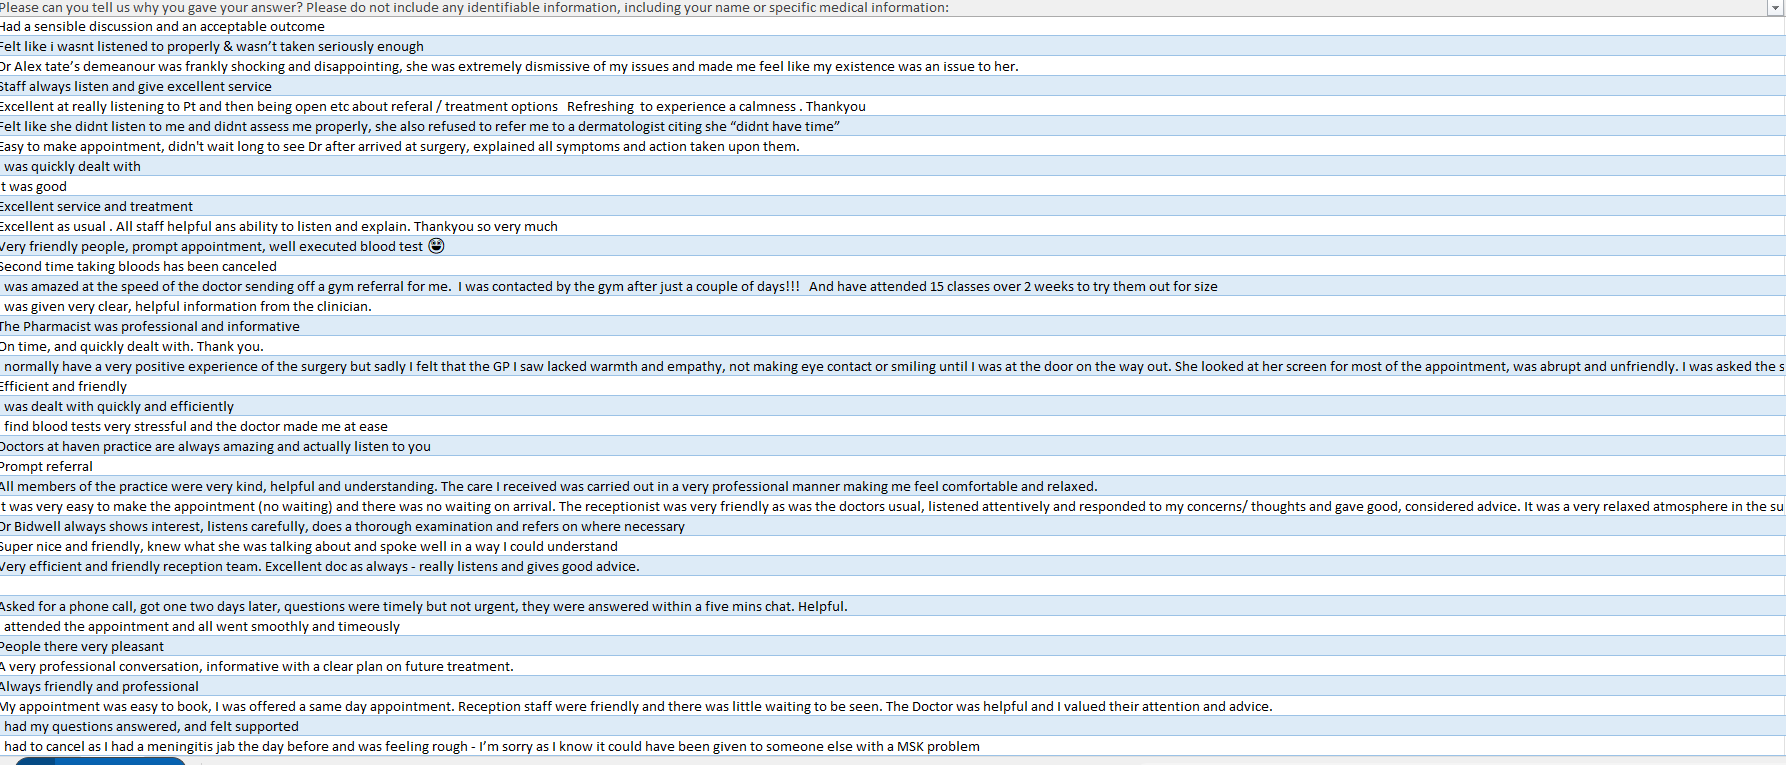 Please can you tell us why you gave your answer? Please do not include any identifiable information, including your name or specific medical information:
Had a sensible discussion and an acceptable outcome
Felt like i wasnt listened to properly & wasn’t taken seriously enough
Dr Alex tate’s demeanour was frankly shocking and disappointing, she was extremely dismissive of my issues and made me feel like my existence was an issue to her.
Staff always listen and give excellent service
Excellent at really listening to Pt and then being open etc about referal / treatment options   Refreshing  to experience a calmness . Thankyou
Felt like she didnt listen to me and didnt assess me properly, she also refused to refer me to a dermatologist citing she “didnt have time”
Easy to make appointment, didn't wait long to see Dr after arrived at surgery, explained all symptoms and action taken upon them.
was quickly dealt with
It was good
Excellent service and treatment
Excellent as usual . All staff helpful ans ability to listen and explain. Thankyou so very much
Very friendly people, prompt appointment, well executed blood test 😀
Second time taking bloods has been canceled
was amazed at the speed of the doctor sending off a gym referral for me.  I was contacted by the gym after just a couple of days!!!   And have attended 15 classes over 2 weeks to try them out for size
was given very clear, helpful information from the clinician.
The Pharmacist was professional and informative
On time, and quickly dealt with. Thank you.
normally have a very positive experience of the surgery but sadly I felt that the GP I saw lacked warmth and empathy, not making eye contact or smiling until I was at the door on the way out. She looked at her screen for most of the appointment, was abrupt and unfriendly. I was asked the s
Efficient and friendly
was dealt with quickly and efficiently
find blood tests very stressful and the doctor made me at ease
Doctors at haven practice are always amazing and actually listen to you
Prompt referral
All members of the practice were very kind, helpful and understanding. The care I received was carried out in a very professional manner making me feel comfortable and relaxed.
It was very easy to make the appointment (no waiting) and there was no waiting on arrival. The receptionist was very friendly as was the doctors usual, listened attentively and responded to my concerns/ thoughts and gave good, considered advice. It was a very relaxed atmosphere in the su
Dr Bidwell always shows interest, listens carefully, does a thorough examination and refers on where necessary
Super nice and friendly, knew what she was talking about and spoke well in a way I could understand
Very efficient and friendly reception team. Excellent doc as always - really listens and gives good advice.
Asked for a phone call, got one two days later, questions were timely but not urgent, they were answered within a five mins chat. Helpful.
attended the appointment and all went smoothly and timeously
People there very pleasant
A very professional conversation, informative with a clear plan on future treatment.
Always friendly and professional
My appointment was easy to book, I was offered a same day appointment. Reception staff were friendly and there was little waiting to be seen. The Doctor was helpful and I valued their attention and advice.
had my questions answered, and felt supported
had to cancel as I had a meningitis jab the day before and was feeling rough - I’m sorry as I know it could have been given to someone else with a MSK problem